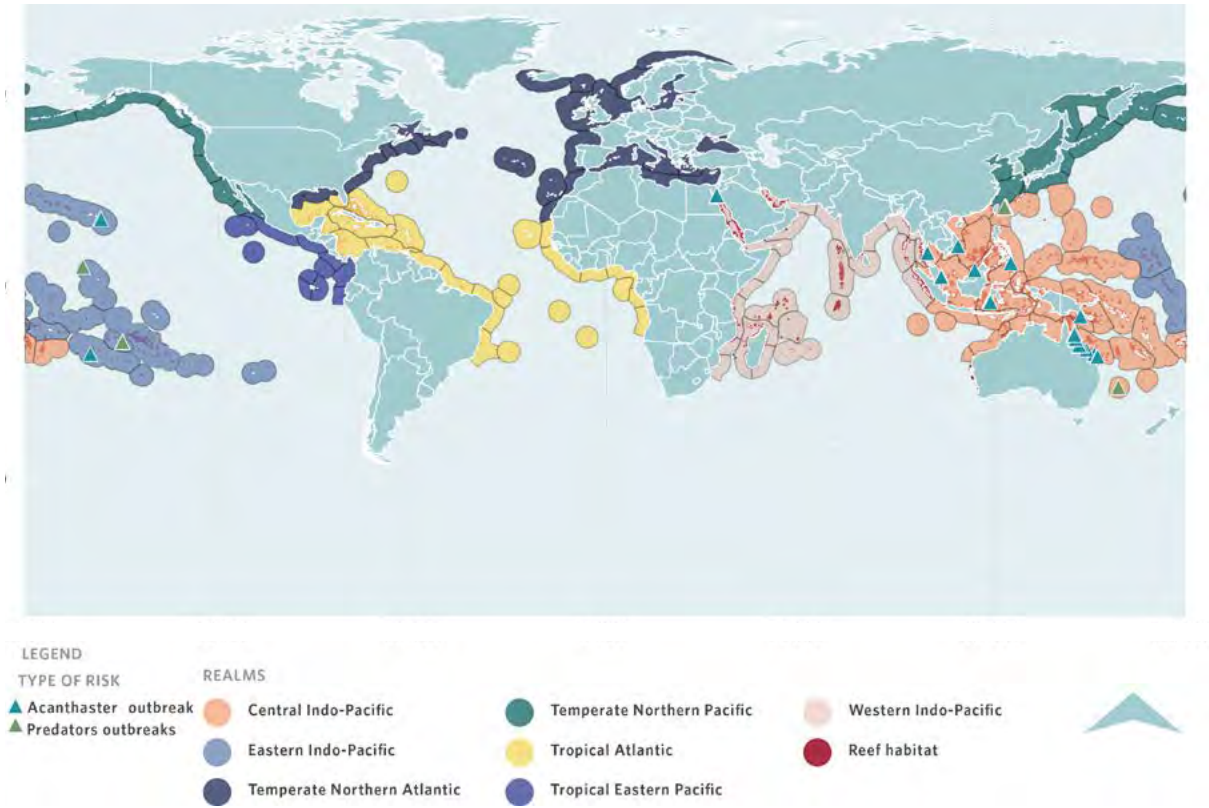 LEGEND
TYPE OF RISK
Acanthaster outbreak
Predators outbreaks
REALMS
Central Indo-Pacific
Eastern Indo-Pacific
Temperate Northern Atlantic
Temperate Northern Pacific
Tropical Atlantic
Tropical Eastern Pacific
Western Indo-Pacific
Reef habitat